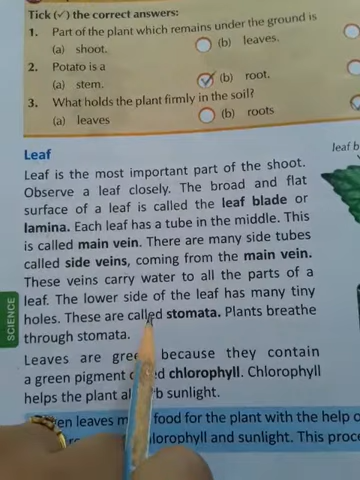 Tick (✓) the correct answers:
1. Part of the plant which remains under the ground is
(a) shoot. (b) leaves.
2. Potato is a
(a) stem. (b) root.
3. What holds the plant firmly in the soil?
(a) leaves (b) roots
Leaf
leaf b
Leaf is the most important part of the shoot.
Observe a leaf closely. The broad and flat
surface of a leaf is called the leaf blade or
lamina. Each leaf has a tube in the middle. This
is called main vein. There are many side tubes
called side veins, coming from the main vein.
These veins carry water to all the parts of a
leaf. The lower side of the leaf has many tiny
holes. These are called stomata. Plants breathe
through stomata.
SCIENCE
Leaves are green because they contain
a green pigment chlorophyll. Chlorophyll
helps the plant sunlight.
leaves food for the plant with the help o
lorophyll and sunlight. This proce